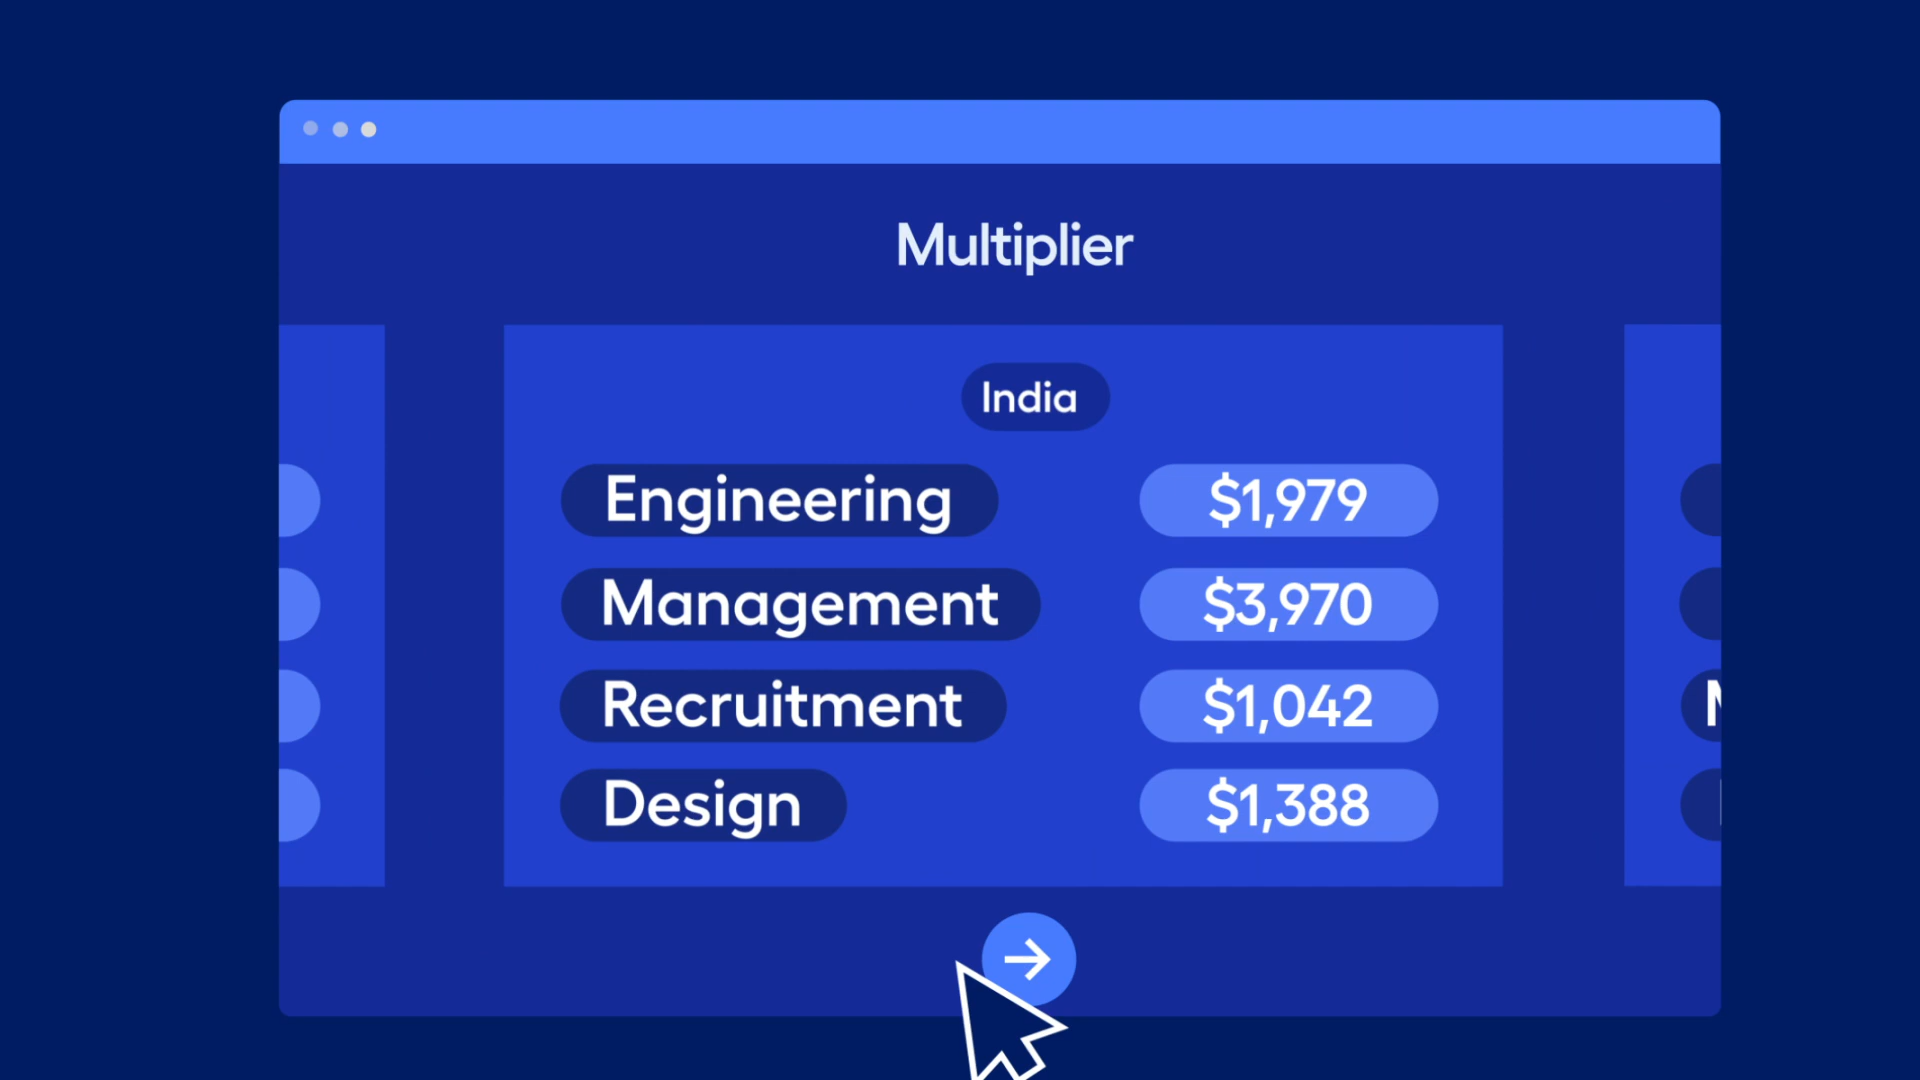 Multiplier
India
Engineering $1,979
Management $3,970
Recruitment $1,042
Design $1,388